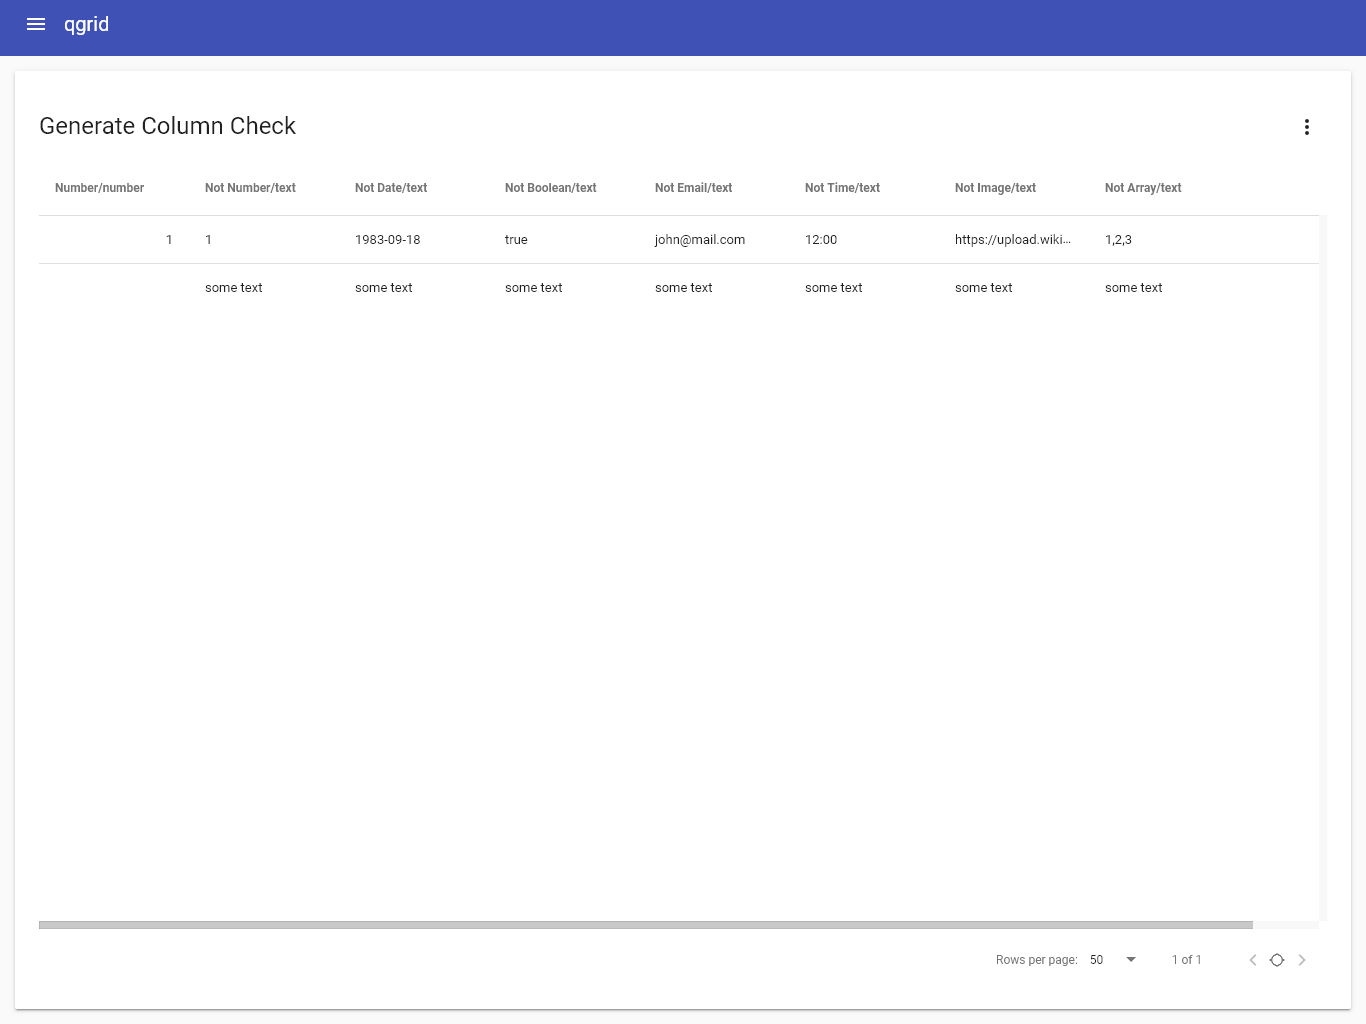 qgrid
Generate Column Check
Number/number Not Number/text Not Date/text Not Boolean/text Not Email/text Not Time/text Not Image/text Not Array/text
1 1 1983-09-18 true john@mail.com 12:00 https://upload.wiki... 1,2,3
some text some text some text some text some text some text some text
Rows per page: 50 1 of 1